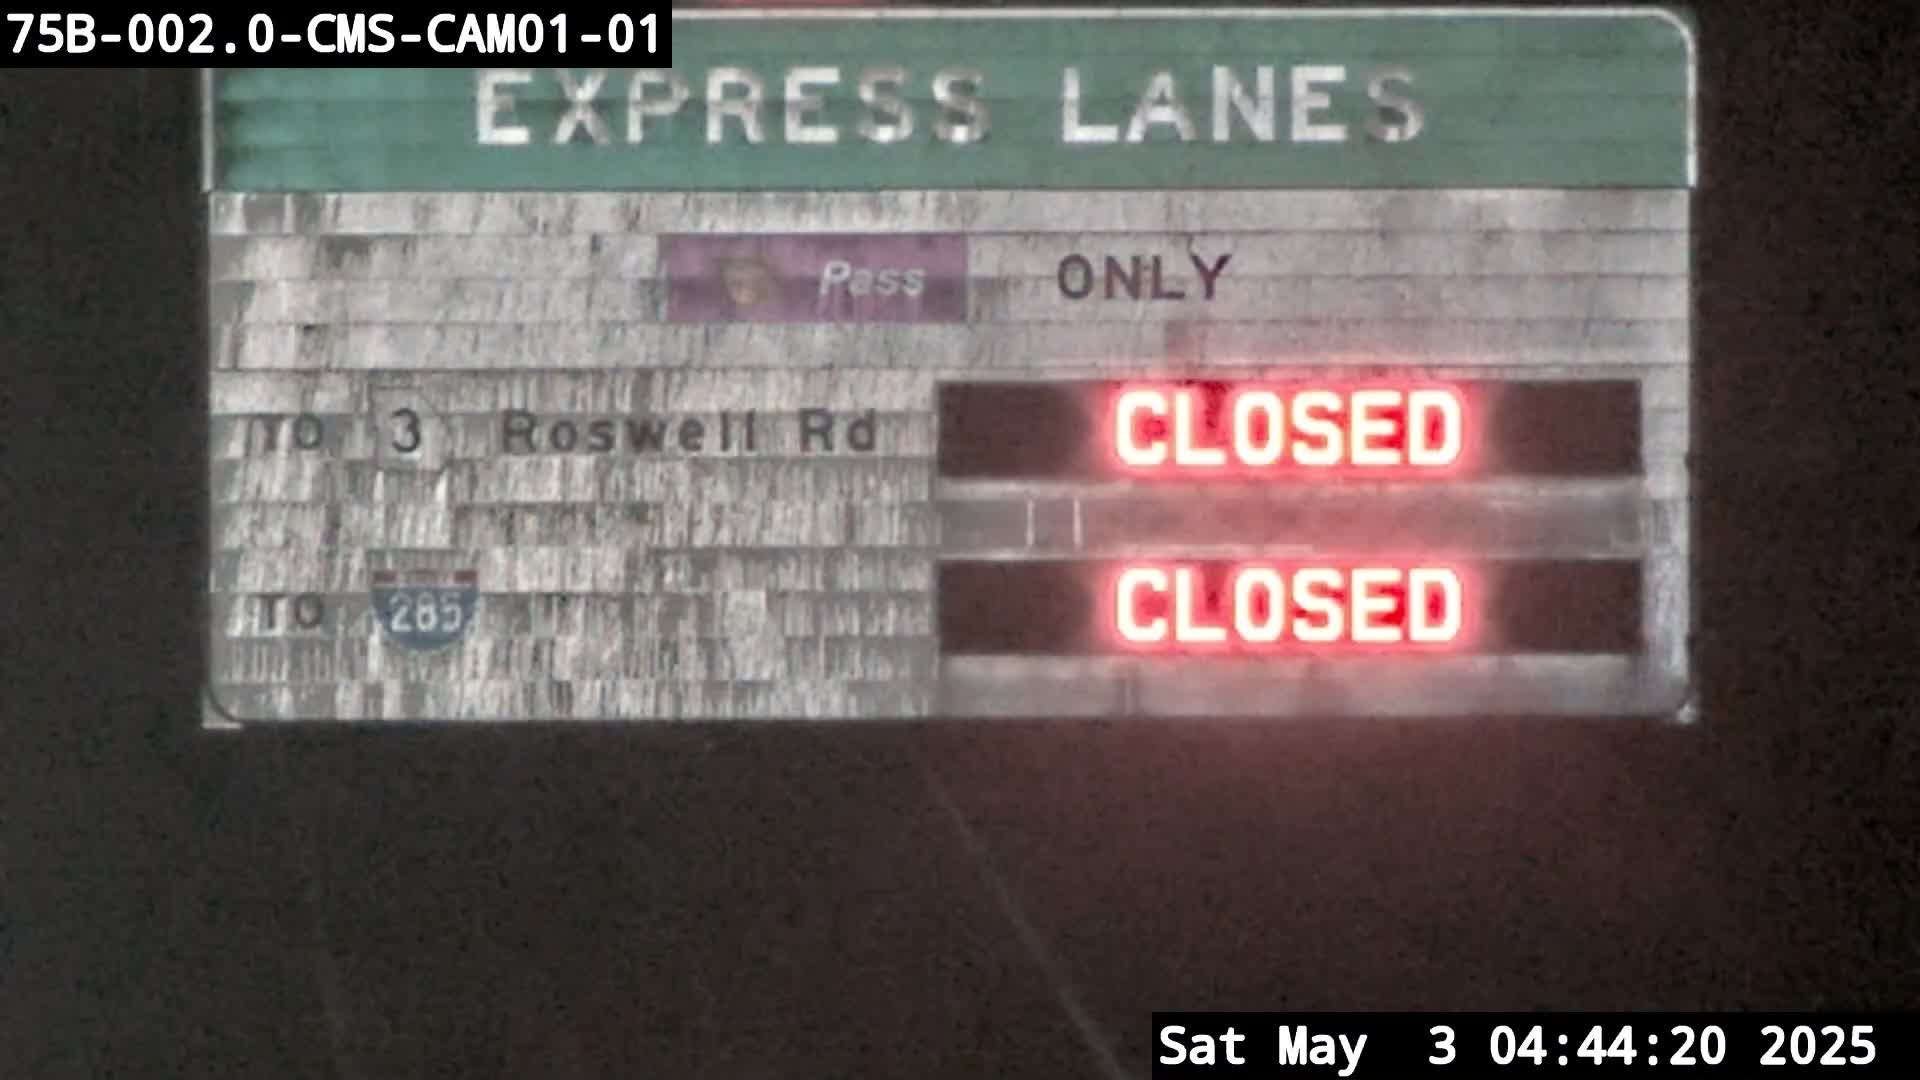 75B-002.0-CMS-CAM01-01
EXPRESS LANES
Pass ONLY
TO 3 Roswell Rd CLOSED
TO 285 CLOSED
Sat May 3 04:44:20 2025